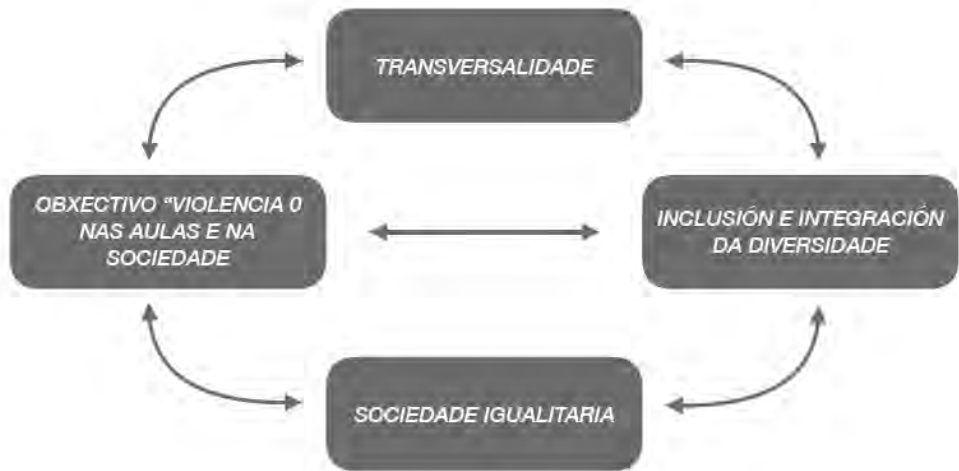 TRANSVERSALIDADE
OBXECTIVO "VIOLENCIA 0
NAS AULAS E NA
SOCIEDADE
INCLUSIÓN E INTEGRACIÓN
DA DIVERSIDADE
SOCIEDADE IGUALITARIA